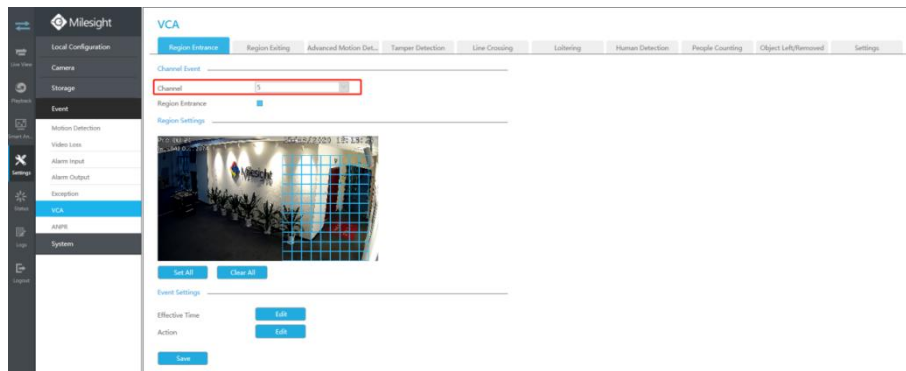 Milesight
VCA
Local Configuration
Region Entrance Region Exiting Advanced Motion Det... Tamper Detection Line Crossing Loitering Human Detection People Counting Object Left/Removed Settings
Live View
Camera
Channel Event
Storage
Channel 5
Playback
Region Entrance
Event
Region Settings
Smart An...
Motion Detection
Video Loss
Alarm Input
Settings
Alarm Output
Exception
Status
VCA
ANPR
Logs
System
Set All Clear All
Logout
Event Settings
Effective Time Edit
Action Edit
Save
Milesight